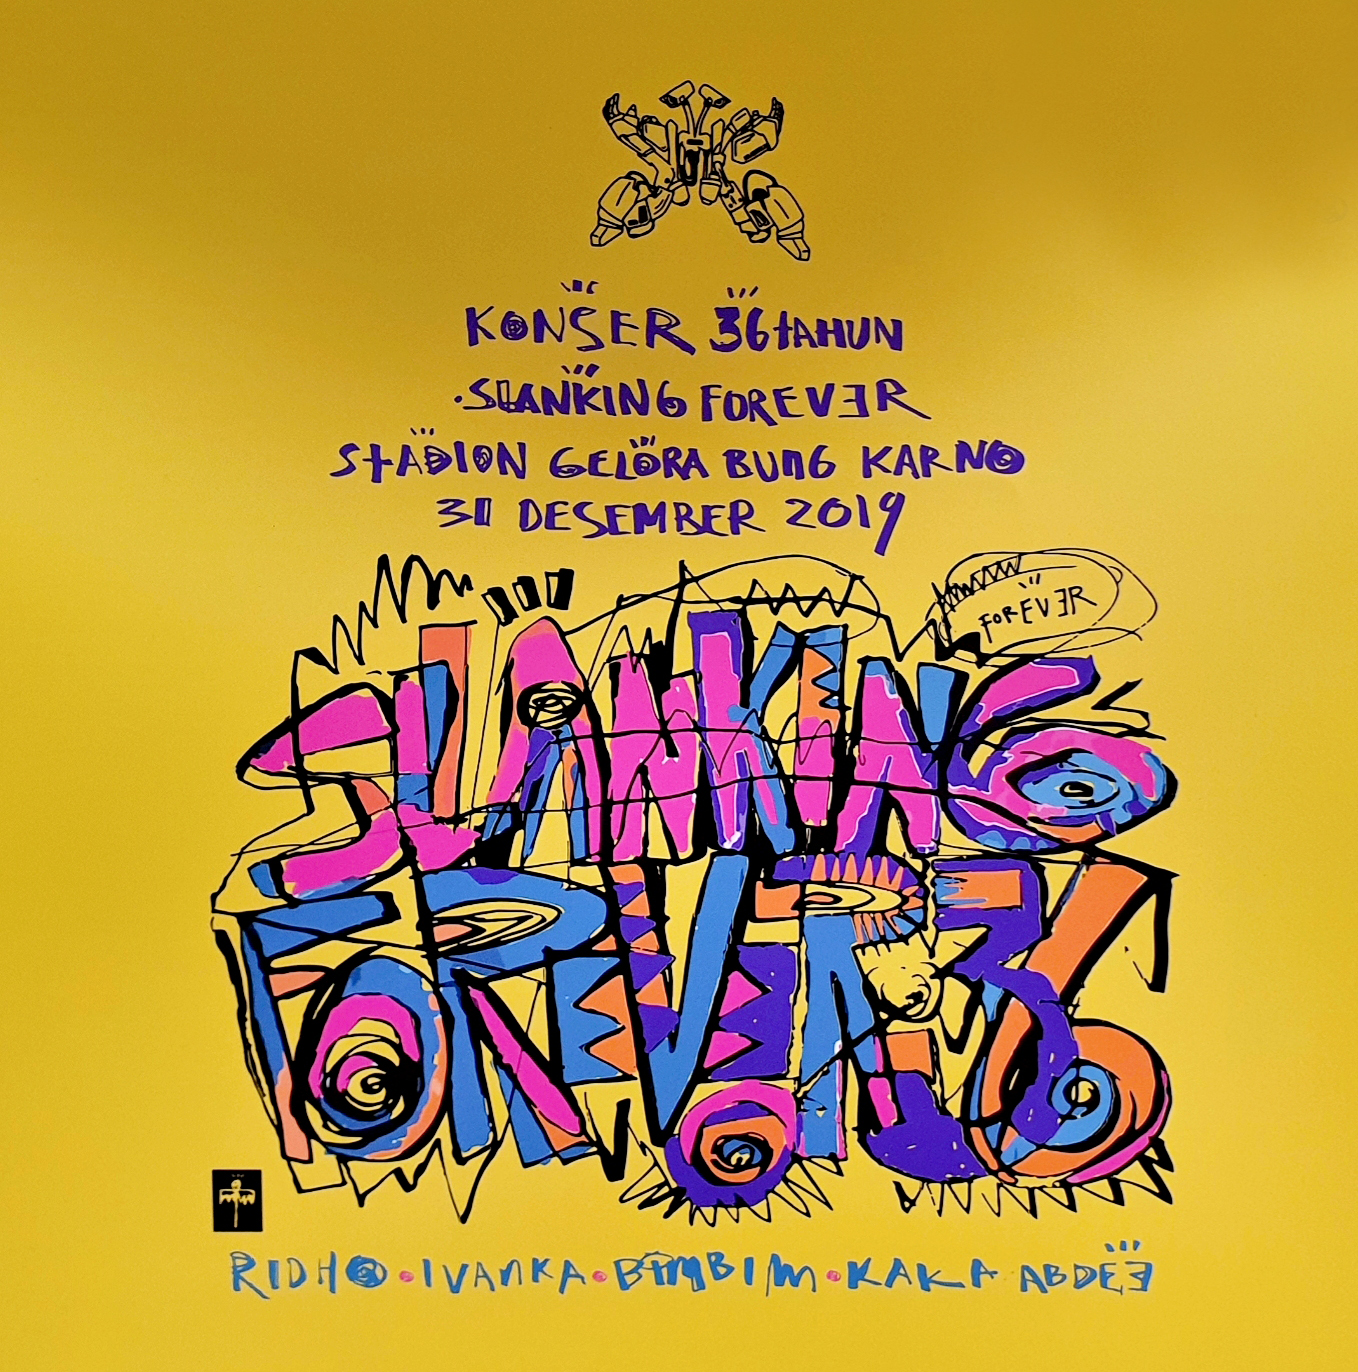 KONSER 36 TAHUN
SLANKING FOREVER
STADION GELORA BUNG KARNO
31 DESEMBER 2019
FOREVER
SLANKING
FOREVER 36
RIDHO • IVANKA • BIMBIM • KAKA ABDEE